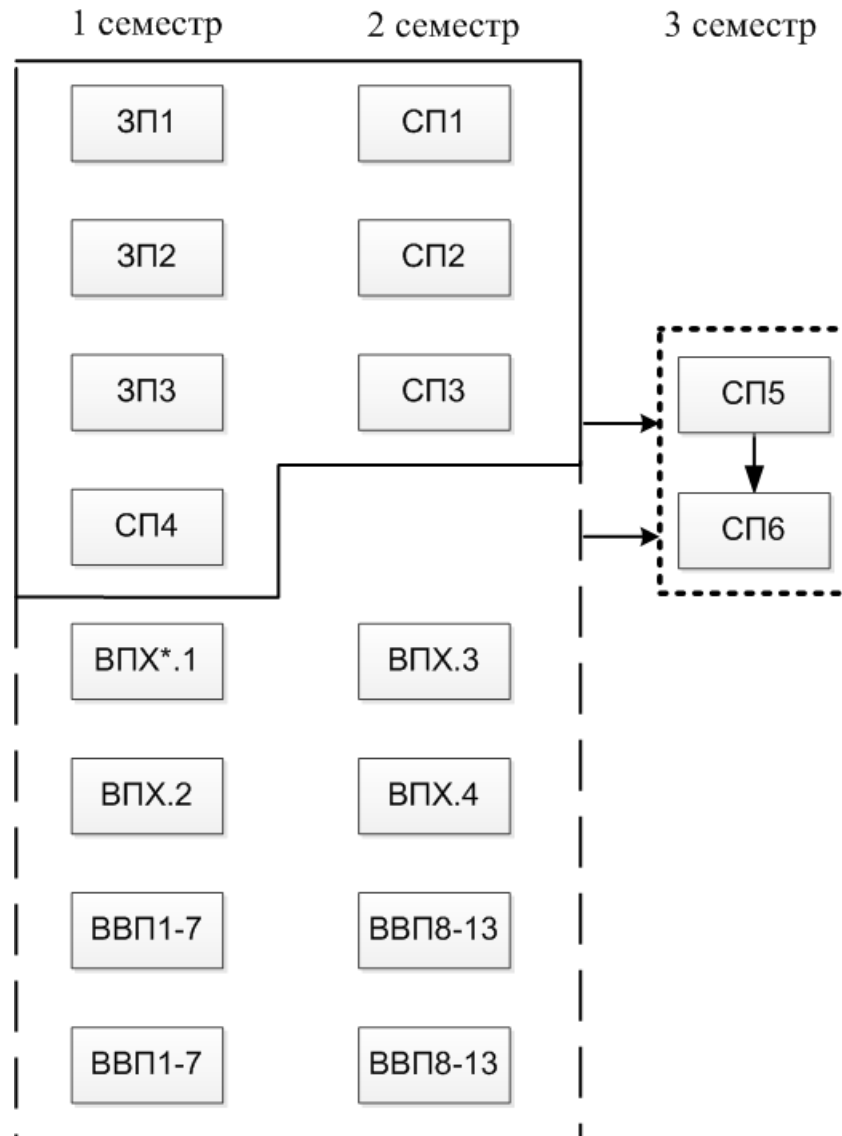 1 семестр 2 семестр 3 семестр
ЗП1 СП1
ЗП2 СП2
ЗП3 СП3 СП5
СП4 СП6
ВПХ*.1 ВПХ.3
ВПХ.2 ВПХ.4
ВВП1-7 ВВП8-13
ВВП1-7 ВВП8-13